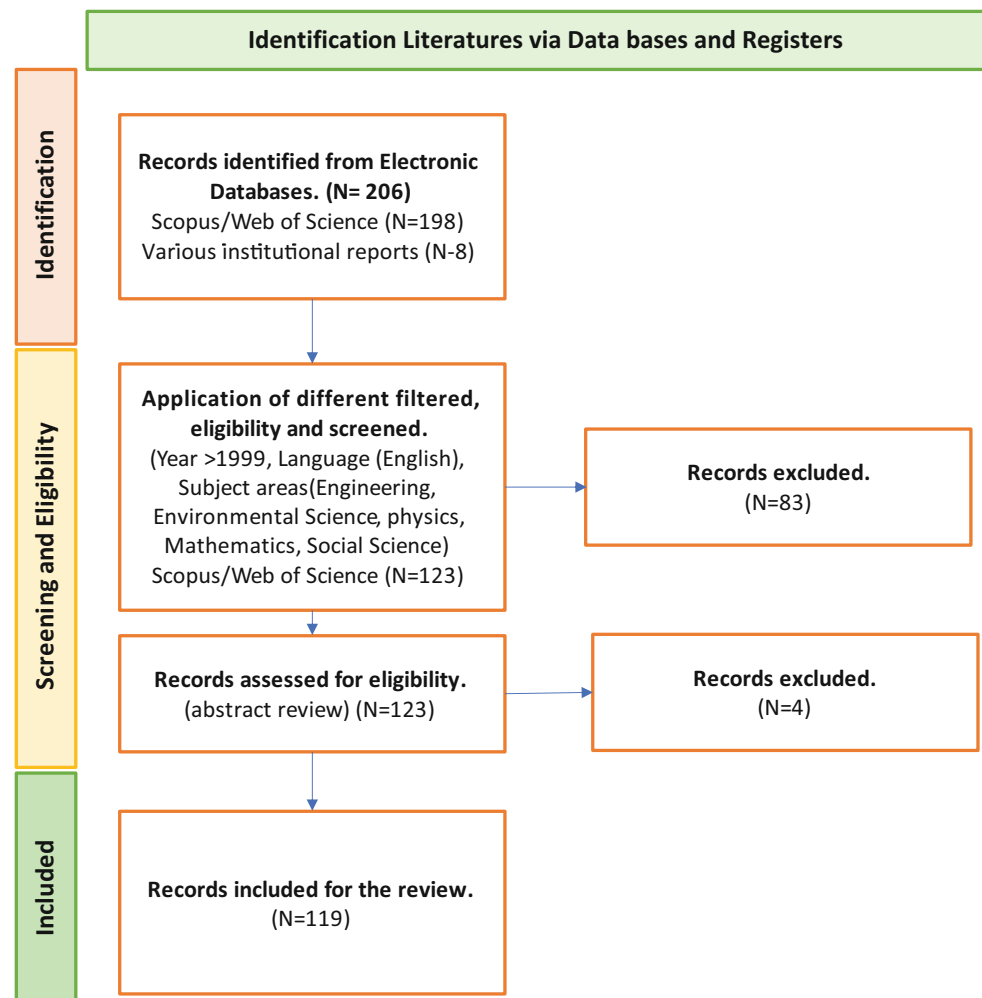 Identification Literatures via Data bases and Registers
Identification
Records identified from Electronic
Databases. (N= 206)
Scopus/Web of Science (N=198)
Various institutional reports (N-8)
Screening and Eligibility
Application of different filtered,
eligibility and screened.
(Year >1999, Language (English),
Subject areas(Engineering,
Environmental Science, physics,
Mathematics, Social Science)
Scopus/Web of Science (N=123)
Records excluded.
(N=83)
Records assessed for eligibility.
(abstract review) (N=123)
Records excluded.
(N=4)
Included
Records included for the review.
(N=119)